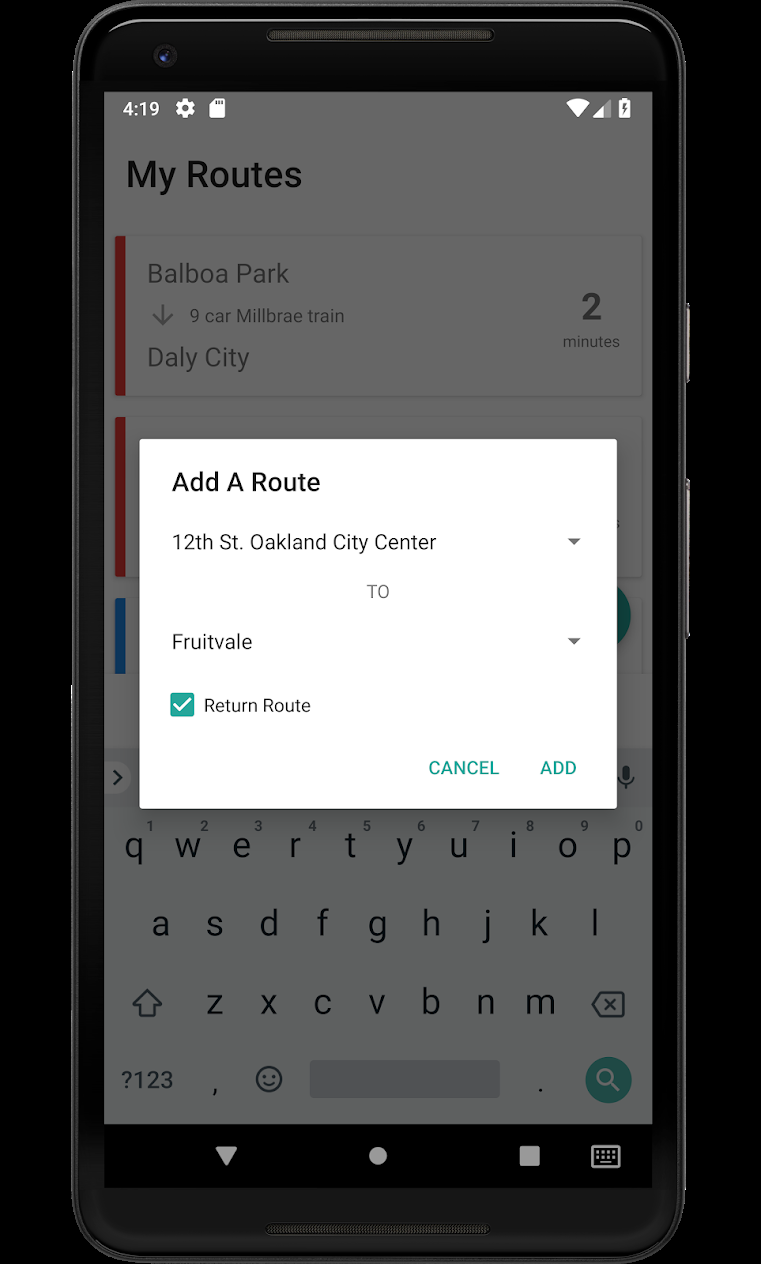 4:19
My Routes
Balboa Park
9 car Millbrae train
Daly City
2
minutes
Add A Route
12th St. Oakland City Center
TO
Fruitvale
Return Route
CANCEL ADD
1 2 3 4 5 6 7 8 9 0
q w e r t y u i o p
a s d f g h j k l
z x c v b n m
?123 , .